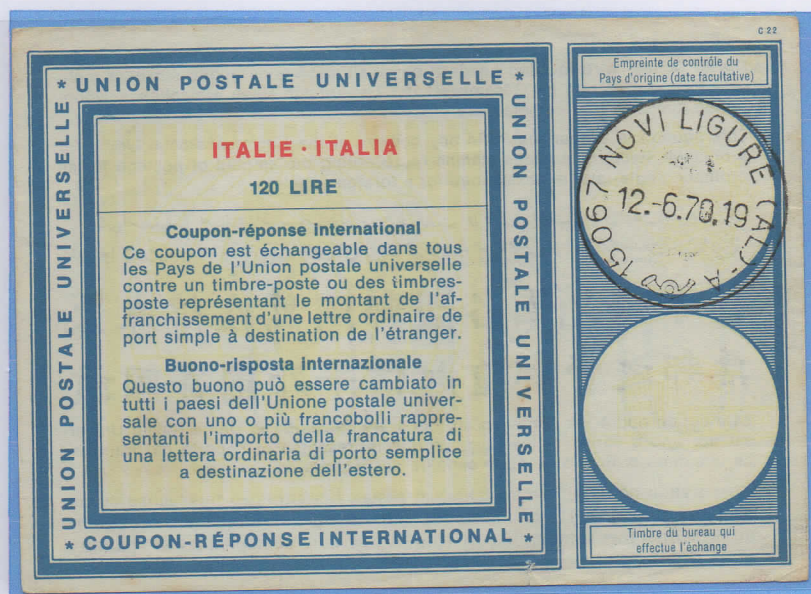 C 22
* UNION POSTALE UNIVERSELLE *
UNION POSTALE UNIVERSELLE
UNION POSTALE UNIVERSELLE
ITALIE · ITALIA
120 LIRE
Coupon-réponse international
Ce coupon est échangeable dans tous
les Pays de l'Union postale universelle
contre un timbre-poste ou des timbres-
poste représentant le montant de l'af-
franchissement d'une lettre ordinaire de
port simple à destination de l'étranger.
Buono-risposta internazionale
Questo buono può essere cambiato in
tutti i paesi dell'Unione postale univer-
sale con uno o più francobolli rappre-
sentanti l'importo della francatura di
una lettera ordinaria di porto semplice
a destinazione dell'estero.
* COUPON-RÉPONSE INTERNATIONAL *
Empreinte de contrôle du
Pays d'origine (date facultative)
15067 NOVI LIGURE (AL)-A
12.-6.70.19
Timbre du bureau qui
effectue l'échange